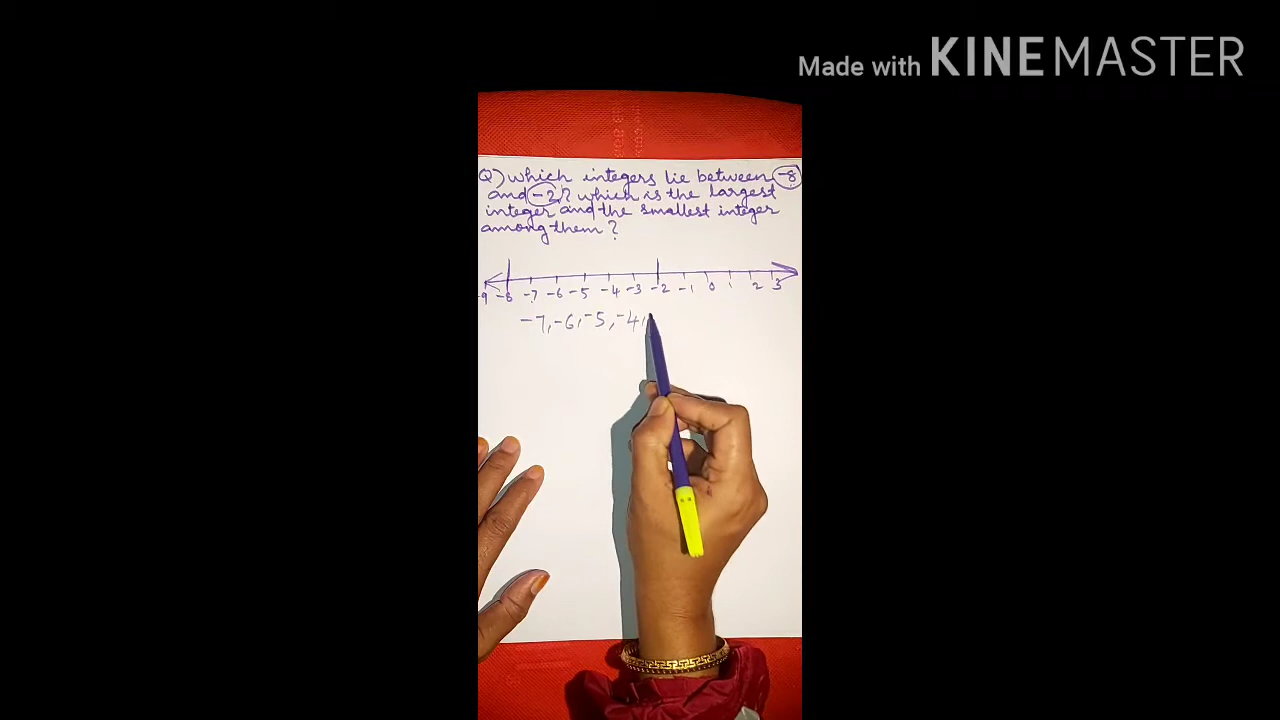 Made with KINEMASTER
Q) which integers lie between -8
and -2? which is the largest
integer and the smallest integer
among them?
-9 -8 -7 -6 -5 -4 -3 -2 -1 0 1 2 3
-7, -6, -5, -4,